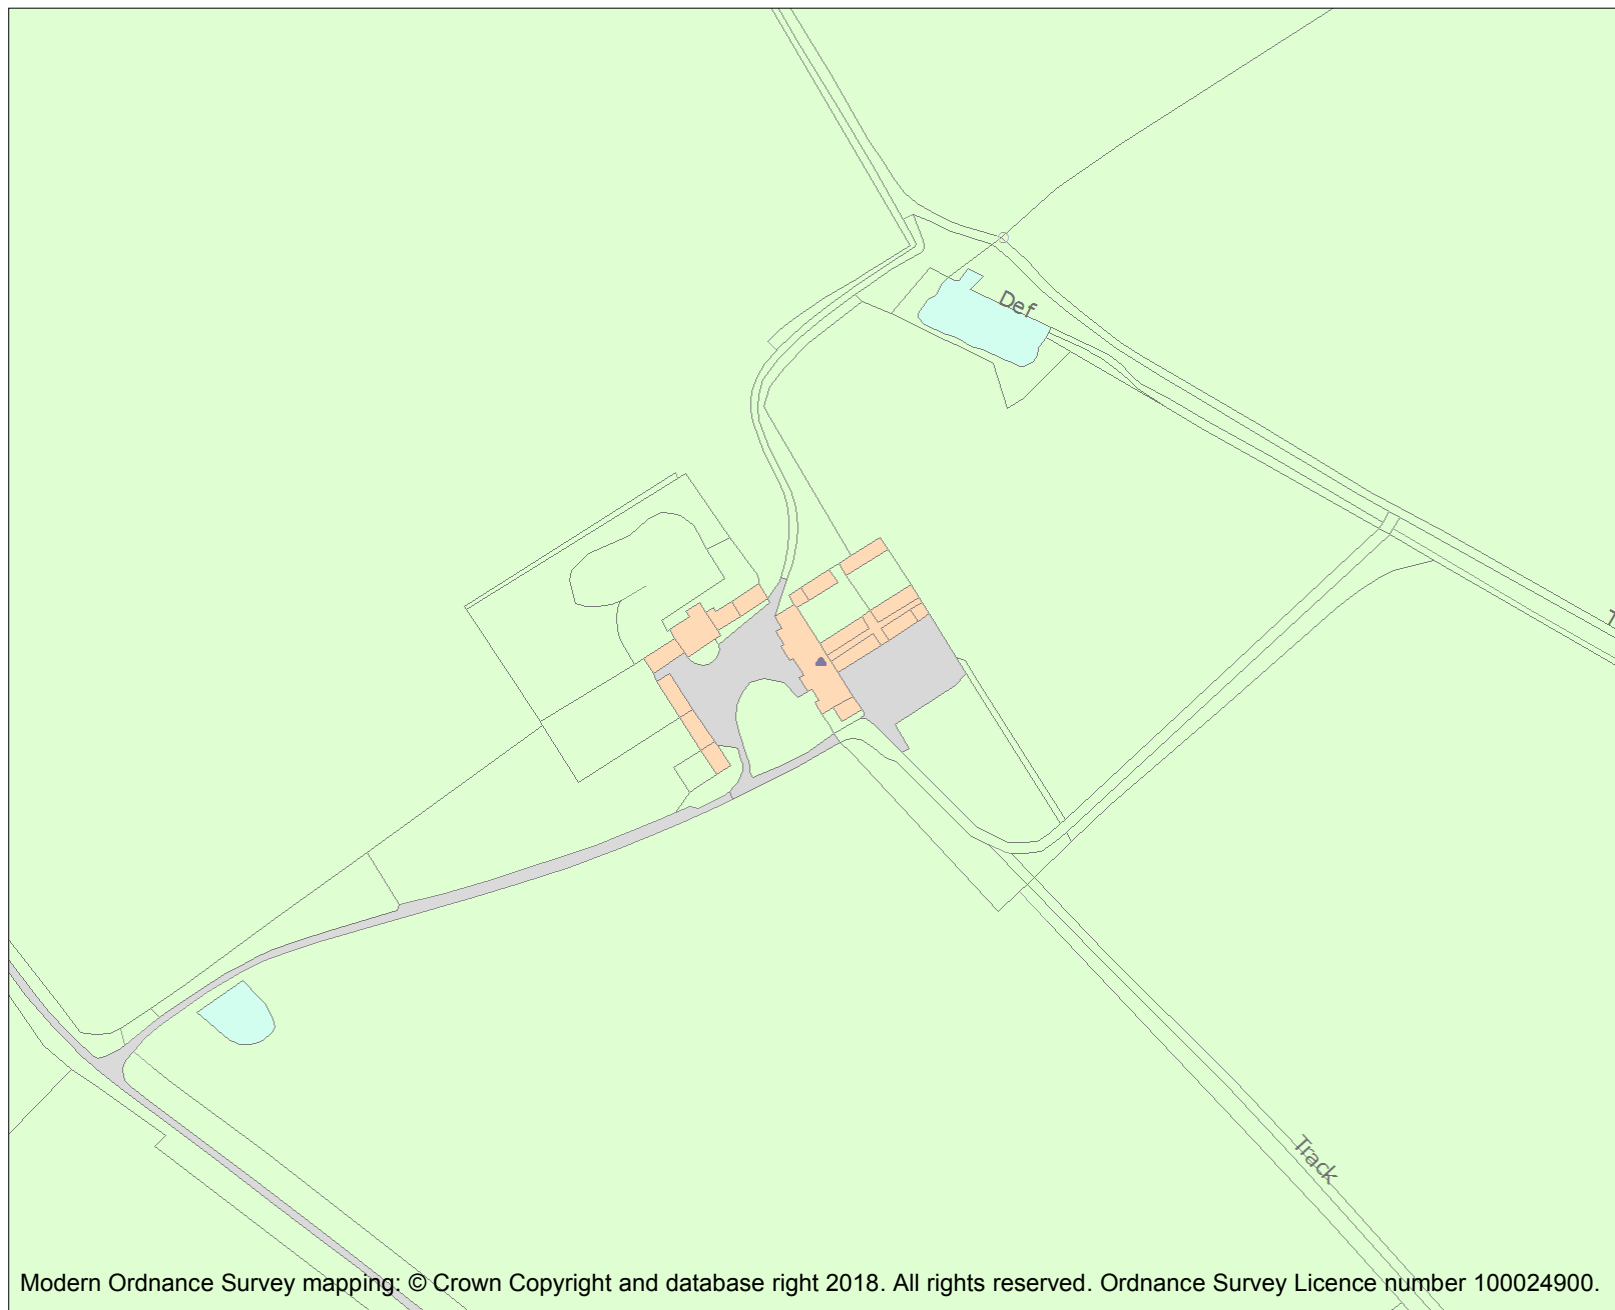 Def
Track
Modern Ordnance Survey mapping: © Crown Copyright and database right 2018. All rights reserved. Ordnance Survey Licence number 100024900.